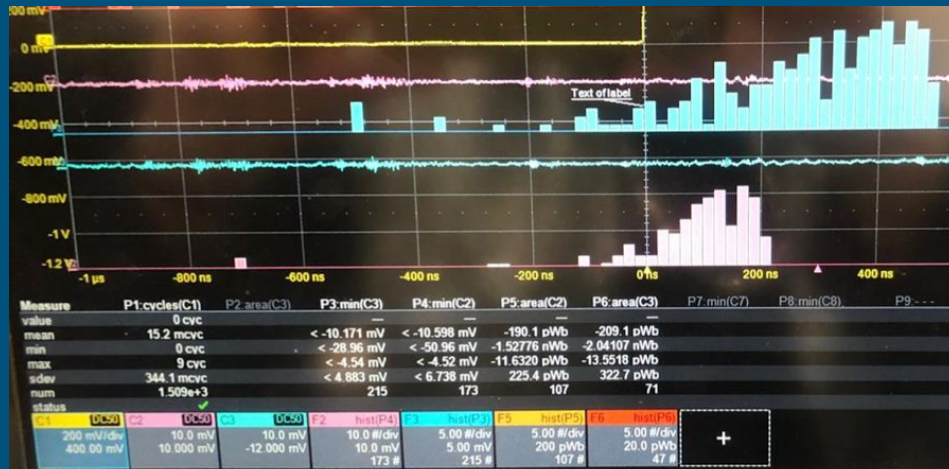 200 mV
C1
0 mV
-200 mV
Text of label
-400 mV
-600 mV
-800 mV
-1 V
-1.2 V
-1 µs -800 ns -600 ns -400 ns -200 ns 0 ns 200 ns 400 ns
Measure P1:cycles(C1) P2:area(C3) P3:min(C3) P4:min(C2) P5:area(C2) P6:area(C3) P7:min(C7) P8:min(C8) P9:- - -
value 0 cyc --- --- --- ---
mean 15.2 mcyc < -10.171 mV < -10.598 mV -190.1 pWb -209.1 pWb
min 0 cyc < -28.96 mV < -50.96 mV -1.52776 nWb -2.04107 nWb
max 9 cyc < -4.54 mV < -4.52 mV -11.6320 pWb -13.5518 pWb
sdev 344.1 mcyc < 4.883 mV < 6.738 mV 225.4 pWb 322.7 pWb
num 1.509e+3 215 173 107 71
status ✓
C1 DC50 C2 DC50 C3 DC50 F2 hist(P4) F3 hist(P3) F5 hist(P5) F6 hist(P6)
200 mV/div 10.0 mV 10.0 mV 10.0 #/div 5.00 #/div 5.00 #/div 5.00 #/div
400.00 mV 10.000 mV -12.000 mV 10.0 mV 5.00 mV 200 pWb 20.0 pWb
173 # 215 # 107 # 47 #
+